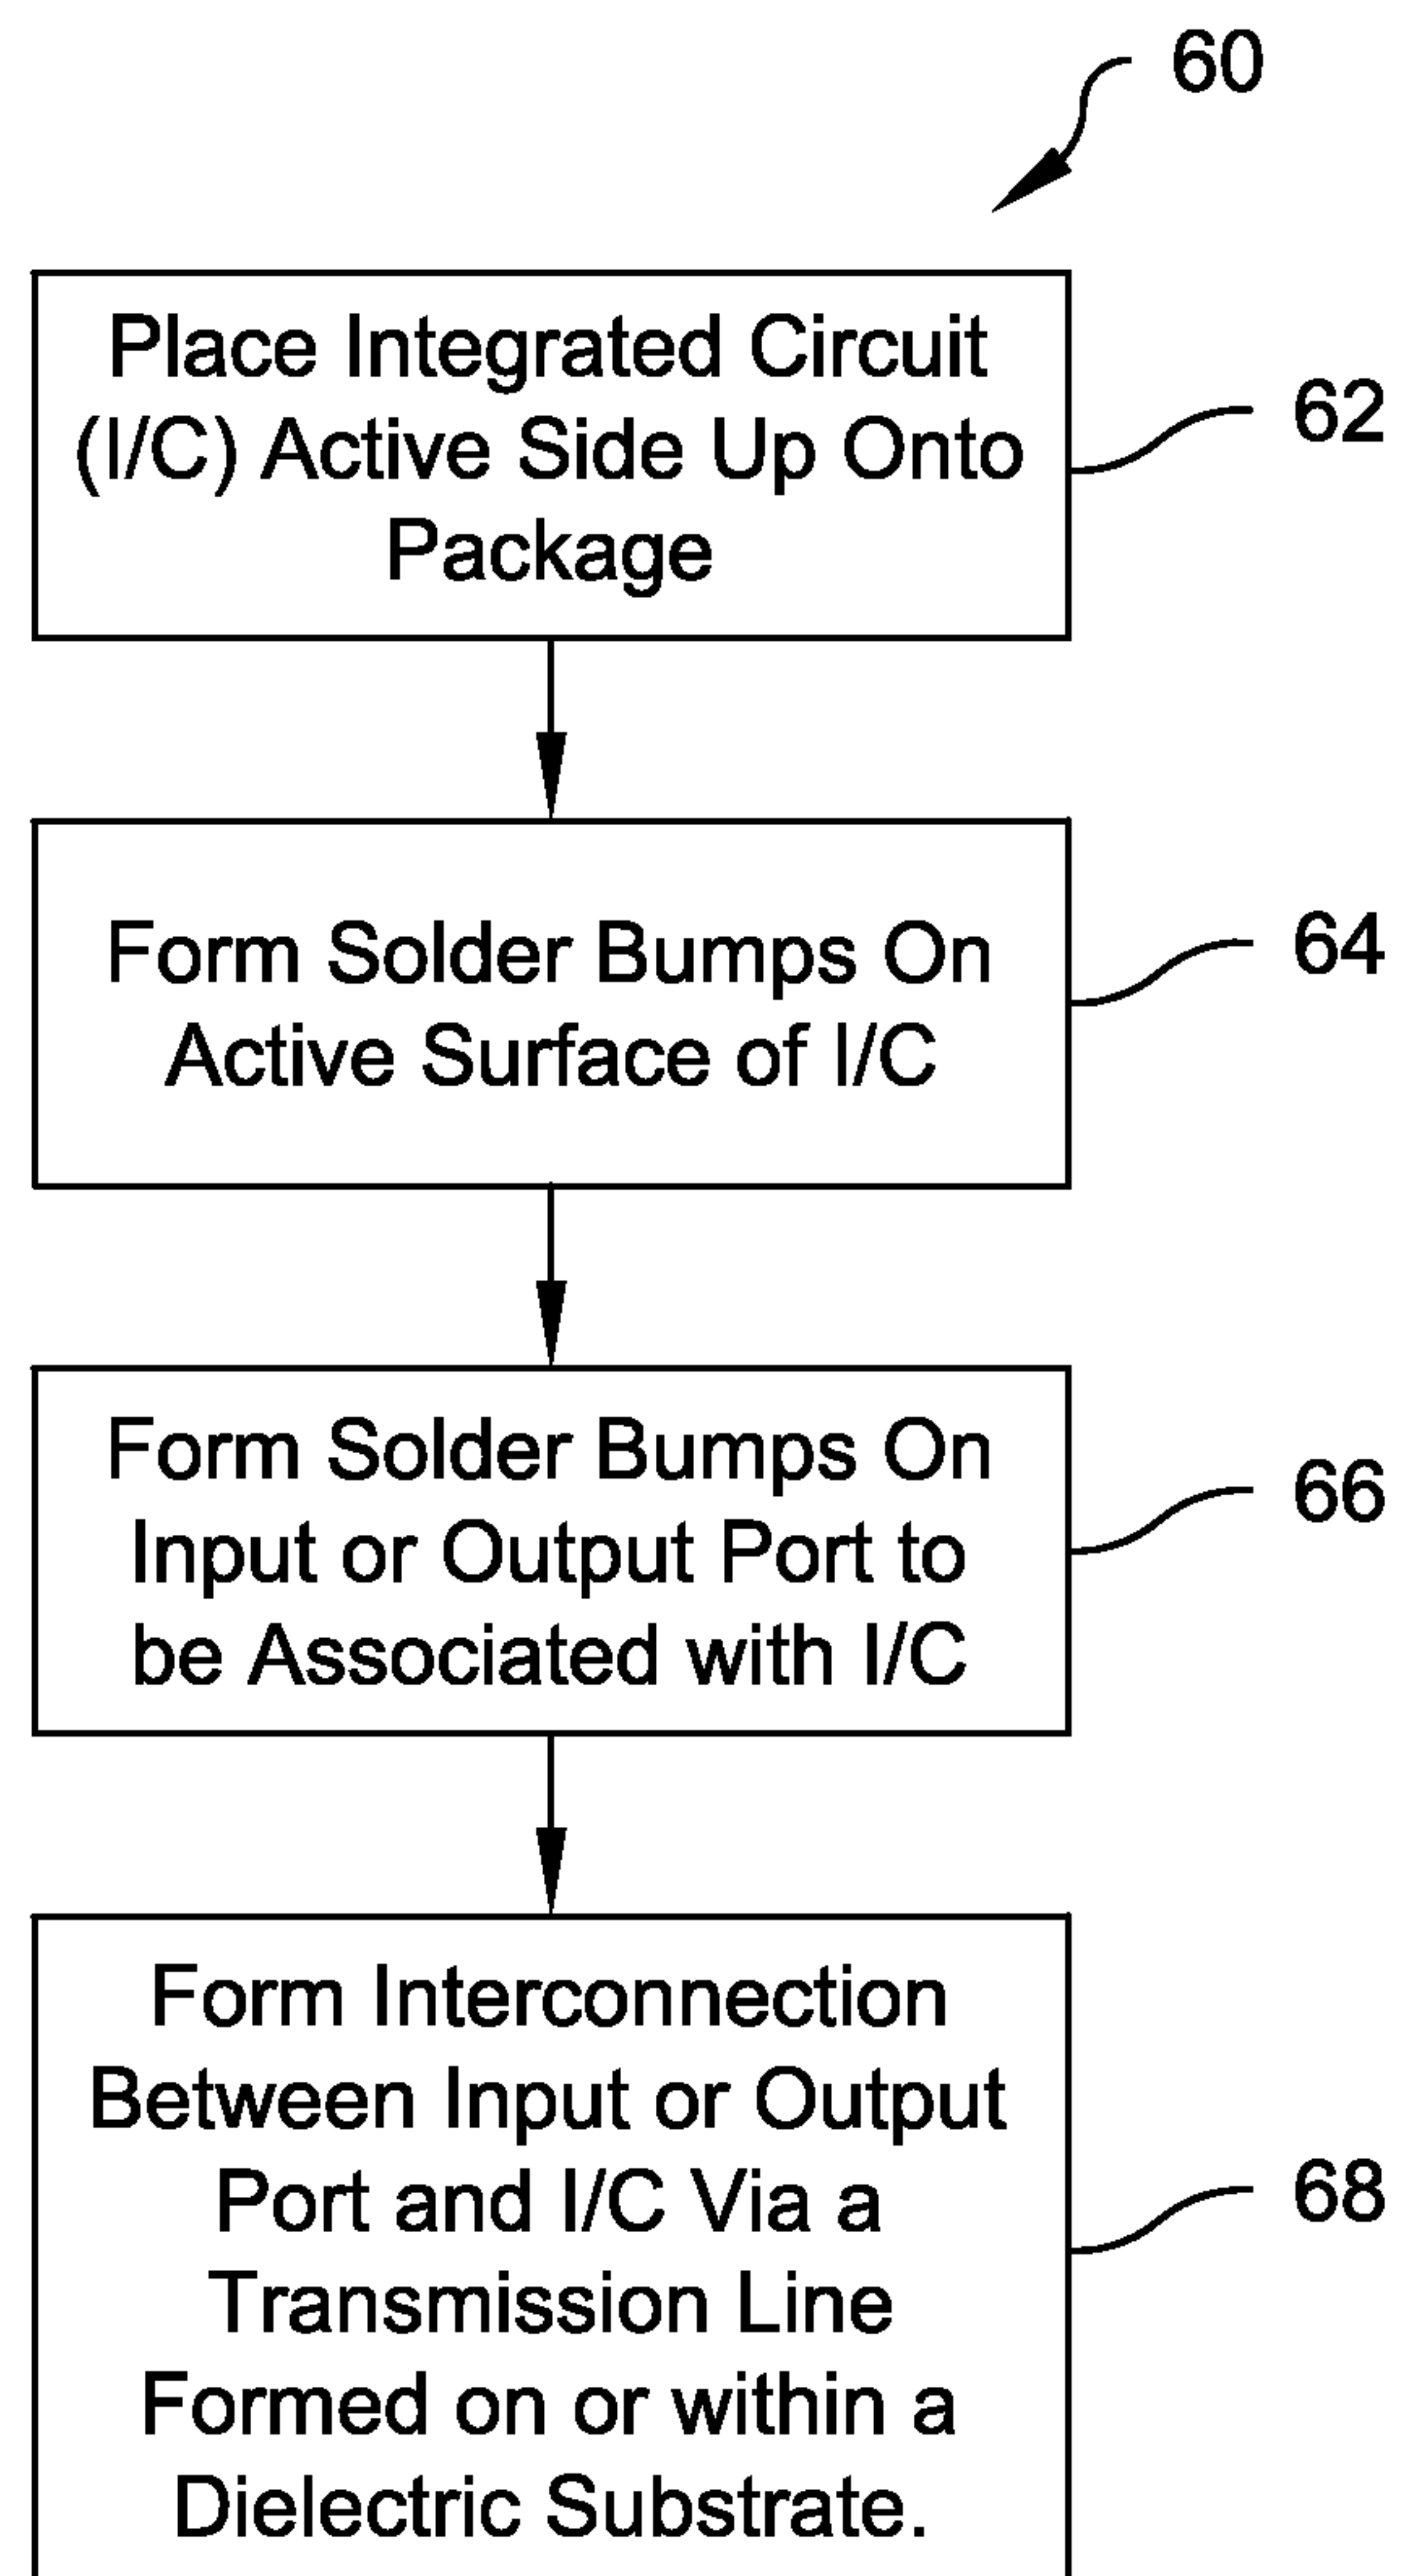 60
Place Integrated Circuit
(I/C) Active Side Up Onto
Package
62
Form Solder Bumps On
Active Surface of I/C
64
Form Solder Bumps On
Input or Output Port to
be Associated with I/C
66
Form Interconnection
Between Input or Output
Port and I/C Via a
Transmission Line
Formed on or within a
Dielectric Substrate.
68